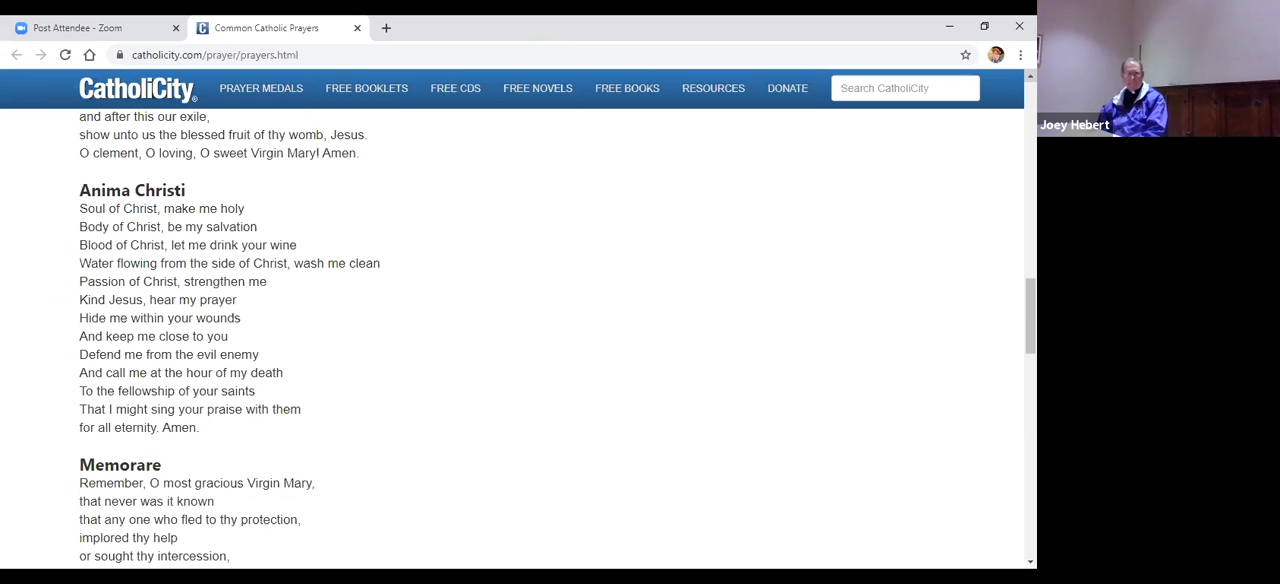 Post Attendee - Zoom
Common Catholic Prayers
catholicity.com/prayer/prayers.html
CatholiCity®
PRAYER MEDALS
FREE BOOKLETS
FREE CDS
FREE NOVELS
FREE BOOKS
RESOURCES
DONATE
Search CatholiCity
Joey Hebert
and after this our exile,
show unto us the blessed fruit of thy womb, Jesus.
O clement, O loving, O sweet Virgin Mary! Amen.
Anima Christi
Soul of Christ, make me holy
Body of Christ, be my salvation
Blood of Christ, let me drink your wine
Water flowing from the side of Christ, wash me clean
Passion of Christ, strengthen me
Kind Jesus, hear my prayer
Hide me within your wounds
And keep me close to you
Defend me from the evil enemy
And call me at the hour of my death
To the fellowship of your saints
That I might sing your praise with them
for all eternity. Amen.
Memorare
Remember, O most gracious Virgin Mary,
that never was it known
that any one who fled to thy protection,
implored thy help
or sought thy intercession,